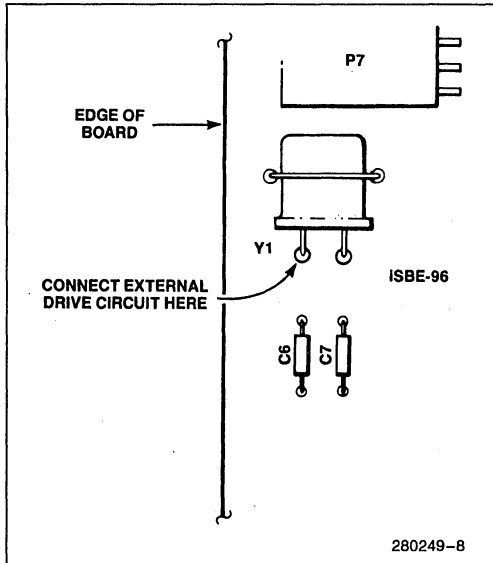 P7
EDGE OF
BOARD
Y1
CONNECT EXTERNAL
DRIVE CIRCUIT HERE
iSBE-96
C6
C7
280249-8